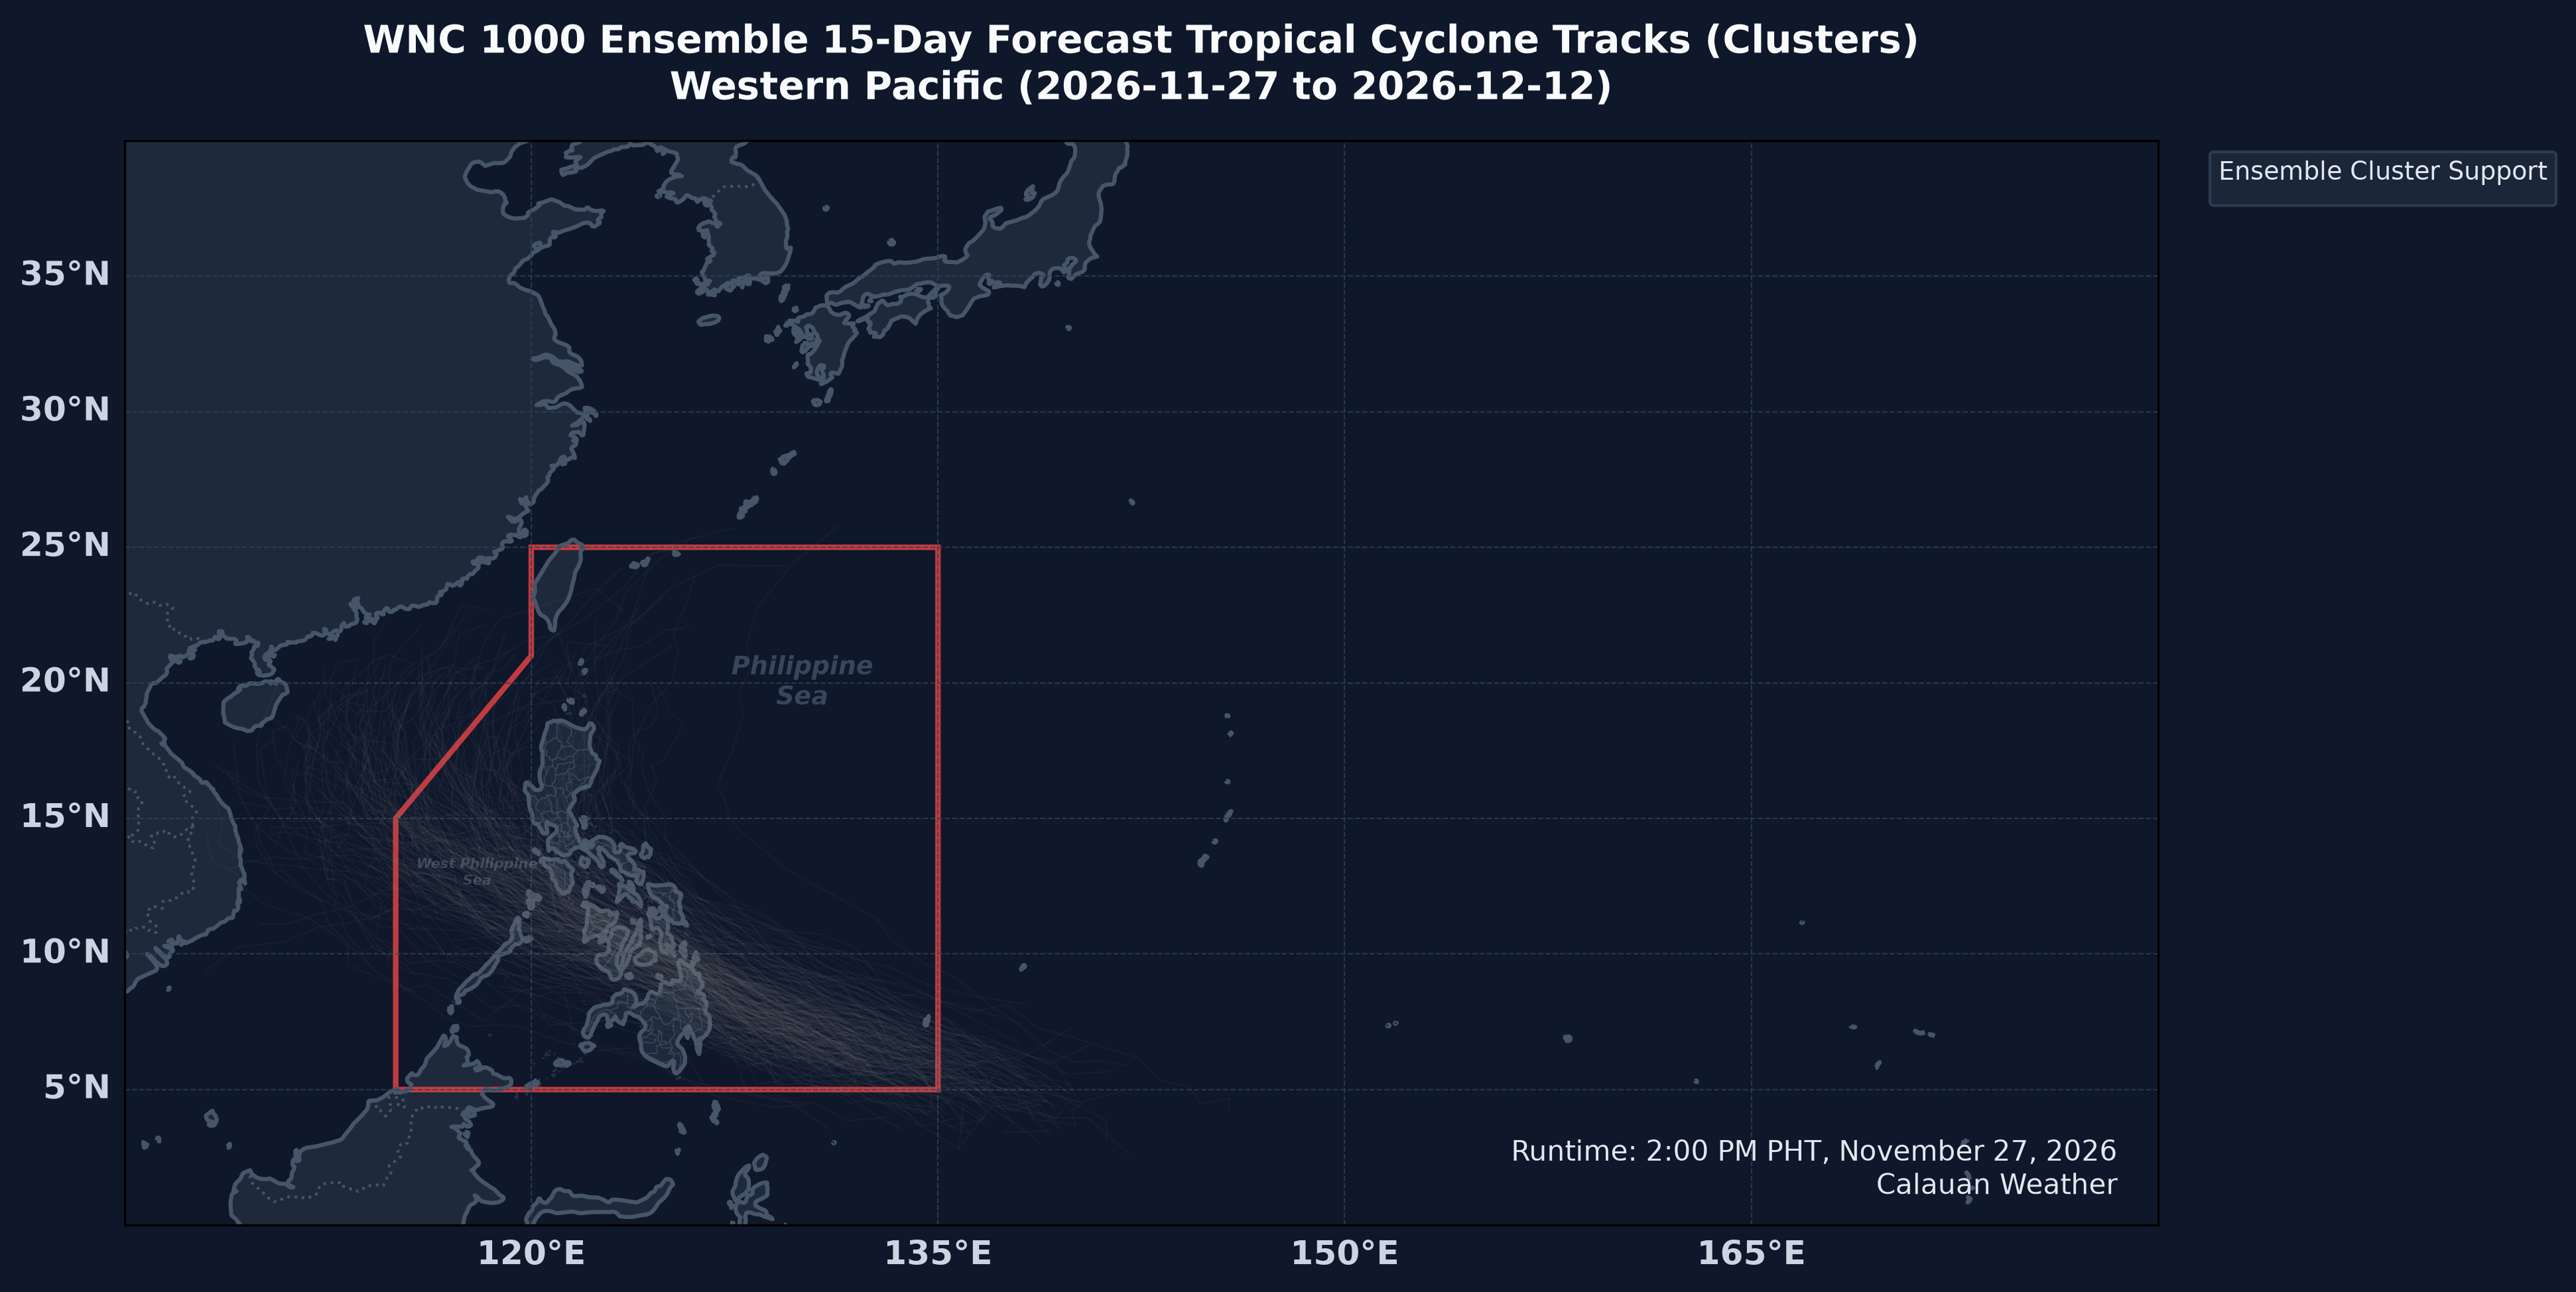 WNC 1000 Ensemble 15-Day Forecast Tropical Cyclone Tracks (Clusters)
Western Pacific (2026-11-27 to 2026-12-12)
Ensemble Cluster Support
35°N
30°N
25°N
20°N
15°N
10°N
5°N
Philippine
Sea
West Philippine
Sea
Runtime: 2:00 PM PHT, November 27, 2026
Calauan Weather
120°E
135°E
150°E
165°E